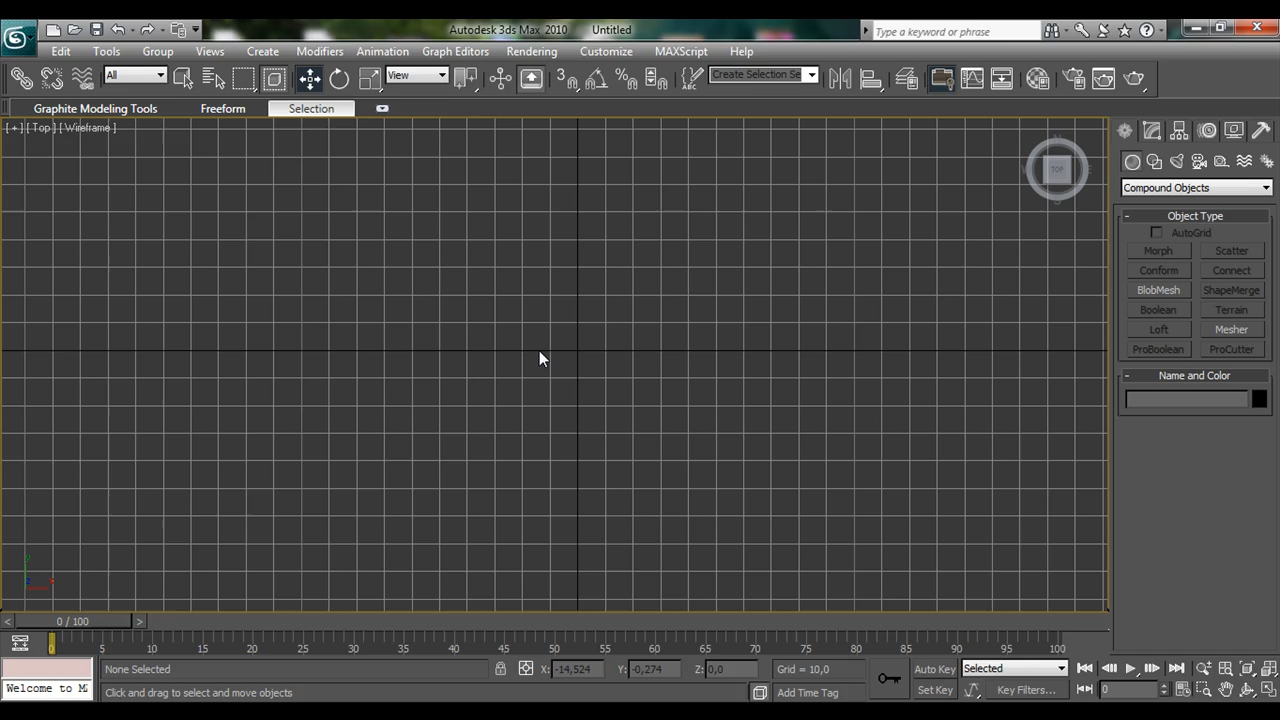 Autodesk 3ds Max 2010 Untitled
Type a keyword or phrase
Edit Tools Group Views Create Modifiers Animation Graph Editors Rendering Customize MAXScript Help
All View Create Selection Se
Graphite Modeling Tools Freeform Selection
[ + ] [ Top ] [ Wireframe ]
N
TOP
S
Compound Objects
- Object Type
AutoGrid
Morph Scatter
Conform Connect
BlobMesh ShapeMerge
Boolean Terrain
Loft Mesher
ProBoolean ProCutter
- Name and Color
y
z x
< 0 / 100 >
0 5 10 15 20 25 30 35 40 45 50 55 60 65 70 75 80 85 90 95 100
None Selected X: -14,524 Y: -0,274 Z: 0,0 Grid = 10,0 Auto Key Selected
Welcome to M Click and drag to select and move objects Add Time Tag Set Key Key Filters... 0